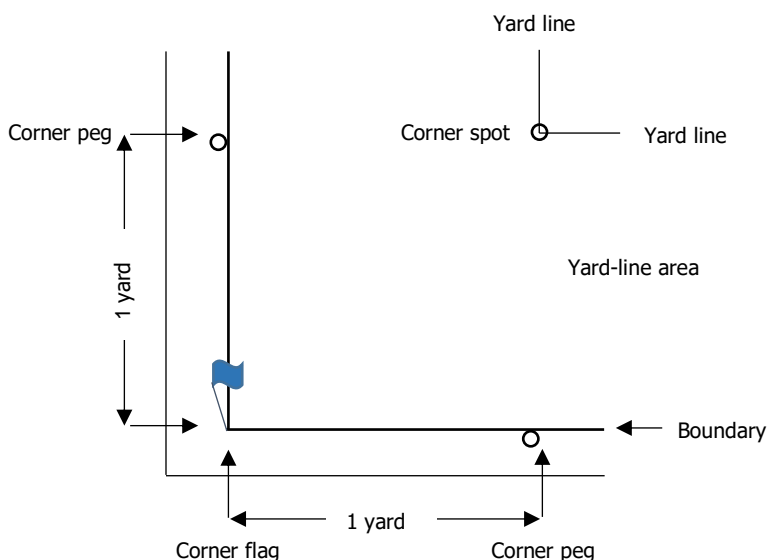 Yard line
Corner peg
Corner spot
Yard line
Yard-line area
1 yard
Boundary
1 yard
Corner flag
Corner peg